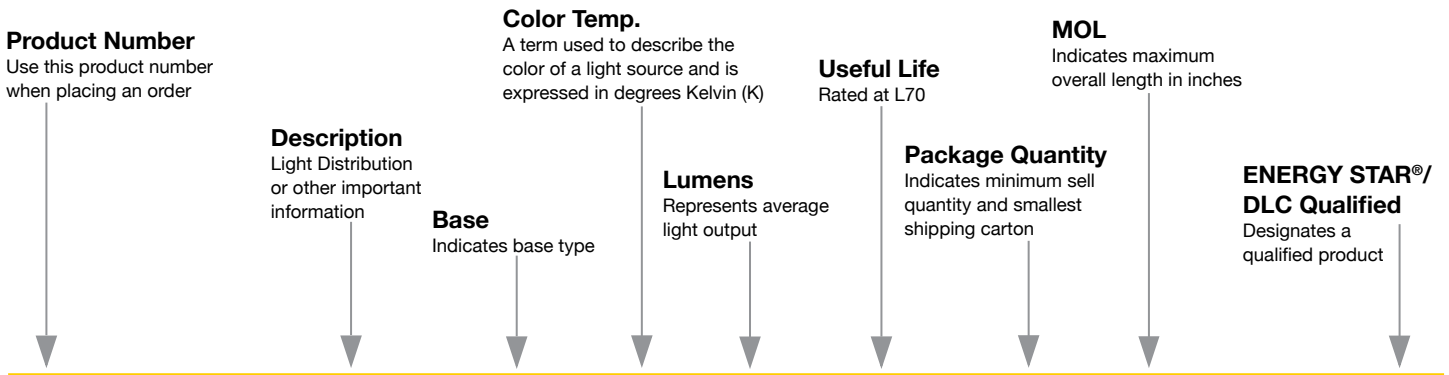 Product Number
Use this product number
when placing an order
Description
Light Distribution
or other important
information
Base
Indicates base type
Color Temp.
A term used to describe the
color of a light source and is
expressed in degrees Kelvin (K)
Lumens
Represents average
light output
Useful Life
Rated at L70
Package Quantity
Indicates minimum sell
quantity and smallest
shipping carton
MOL
Indicates maximum
overall length in inches
ENERGY STAR®/
DLC Qualified
Designates a
qualified product